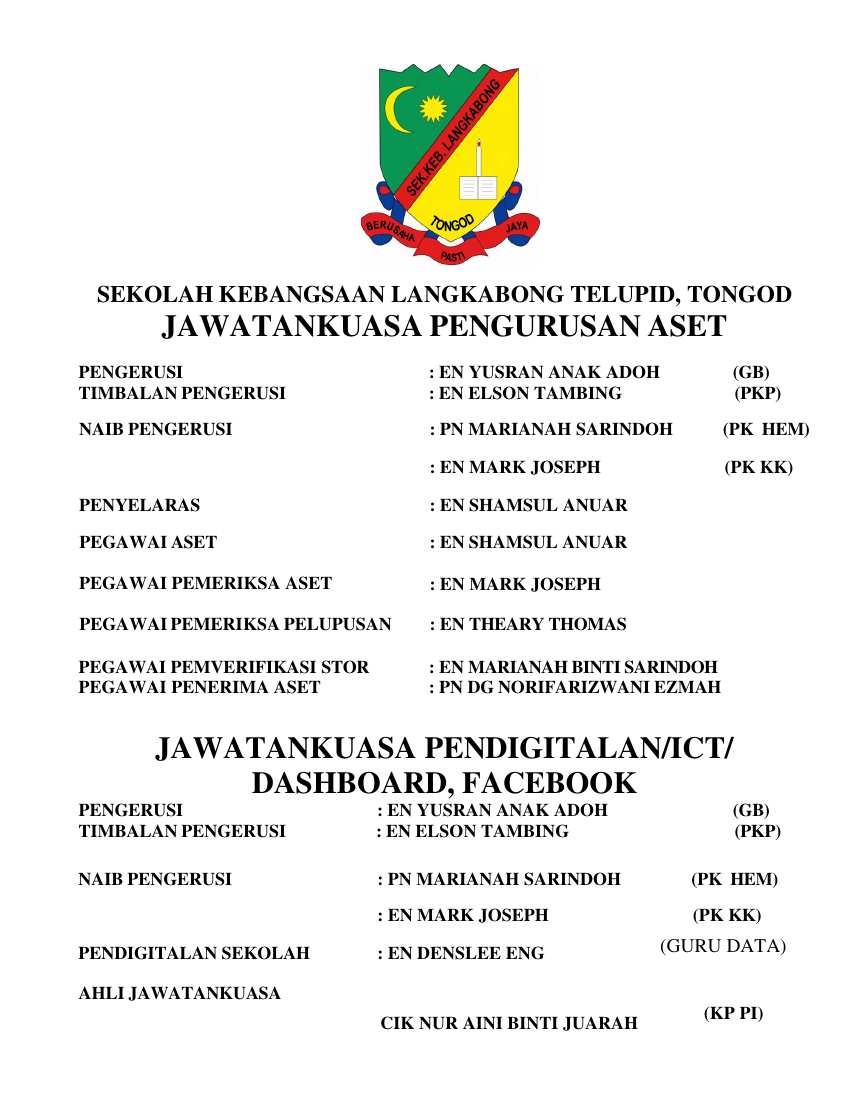 SEK.KEB. LANGKABONG
TONGOD
BERUSAHA PASTI JAYA
SEKOLAH KEBANGSAAN LANGKABONG TELUPID, TONGOD
JAWATANKUASA PENGURUSAN ASET
PENGERUSI : EN YUSRAN ANAK ADOH (GB)
TIMBALAN PENGERUSI : EN ELSON TAMBING (PKP)
NAIB PENGERUSI : PN MARIANAH SARINDOH (PK HEM)
: EN MARK JOSEPH (PK KK)
PENYELARAS : EN SHAMSUL ANUAR
PEGAWAI ASET : EN SHAMSUL ANUAR
PEGAWAI PEMERIKSA ASET : EN MARK JOSEPH
PEGAWAI PEMERIKSA PELUPUSAN : EN THEARY THOMAS
PEGAWAI PEMVERIFIKASI STOR : EN MARIANAH BINTI SARINDOH
PEGAWAI PENERIMA ASET : PN DG NORIFARIZWANI EZMAH
JAWATANKUASA PENDIGITALAN/ICT/
DASHBOARD, FACEBOOK
PENGERUSI : EN YUSRAN ANAK ADOH (GB)
TIMBALAN PENGERUSI : EN ELSON TAMBING (PKP)
NAIB PENGERUSI : PN MARIANAH SARINDOH (PK HEM)
: EN MARK JOSEPH (PK KK)
PENDIGITALAN SEKOLAH : EN DENSLEE ENG (GURU DATA)
AHLI JAWATANKUASA
CIK NUR AINI BINTI JUARAH (KP PI)